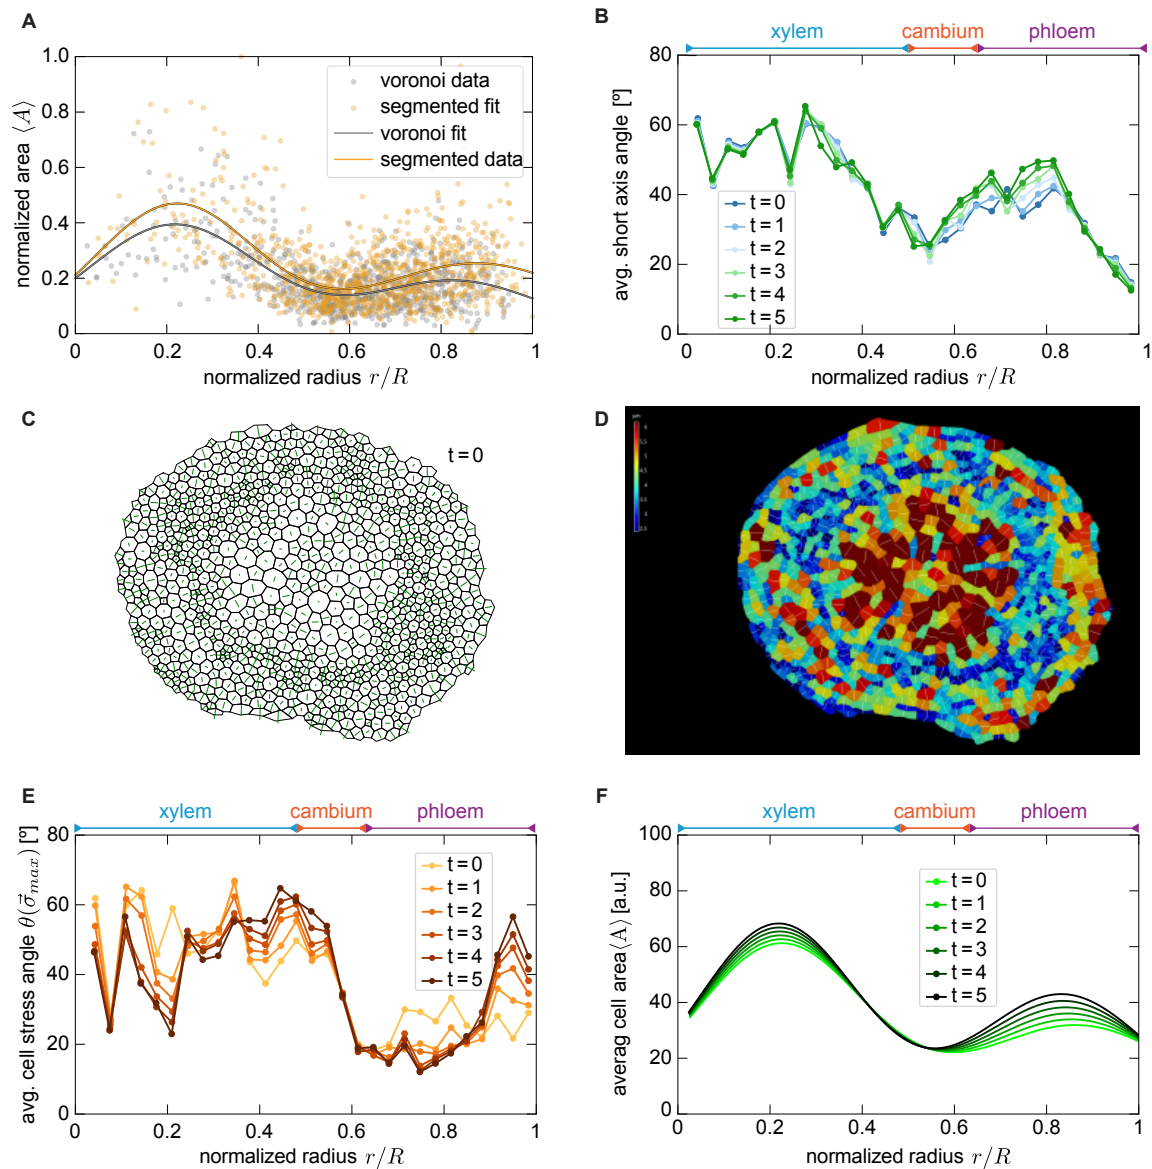 A
normalized area ⟨A⟩
1.0
0.8
0.6
0.4
0.2
0
voronoi data
segmented fit
voronoi fit
segmented data
0 0.2 0.4 0.6 0.8 1
normalized radius r/R
B
xylem cambium phloem
avg. short axis angle [º]
80
60
40
20
0
t = 0
t = 1
t = 2
t = 3
t = 4
t = 5
0 0.2 0.4 0.6 0.8 1
normalized radius r/R
C
t = 0
D
E
xylem cambium phloem
avg. cell stress angle θ(σ⃗max) [º]
80
60
40
20
0
t = 0
t = 1
t = 2
t = 3
t = 4
t = 5
0 0.2 0.4 0.6 0.8 1
normalized radius r/R
F
xylem cambium phloem
averag cell area⟨A⟩ [a.u.]
100
80
60
40
20
0
t = 0
t = 1
t = 2
t = 3
t = 4
t = 5
0 0.2 0.4 0.6 0.8 1
normalized radius r/R